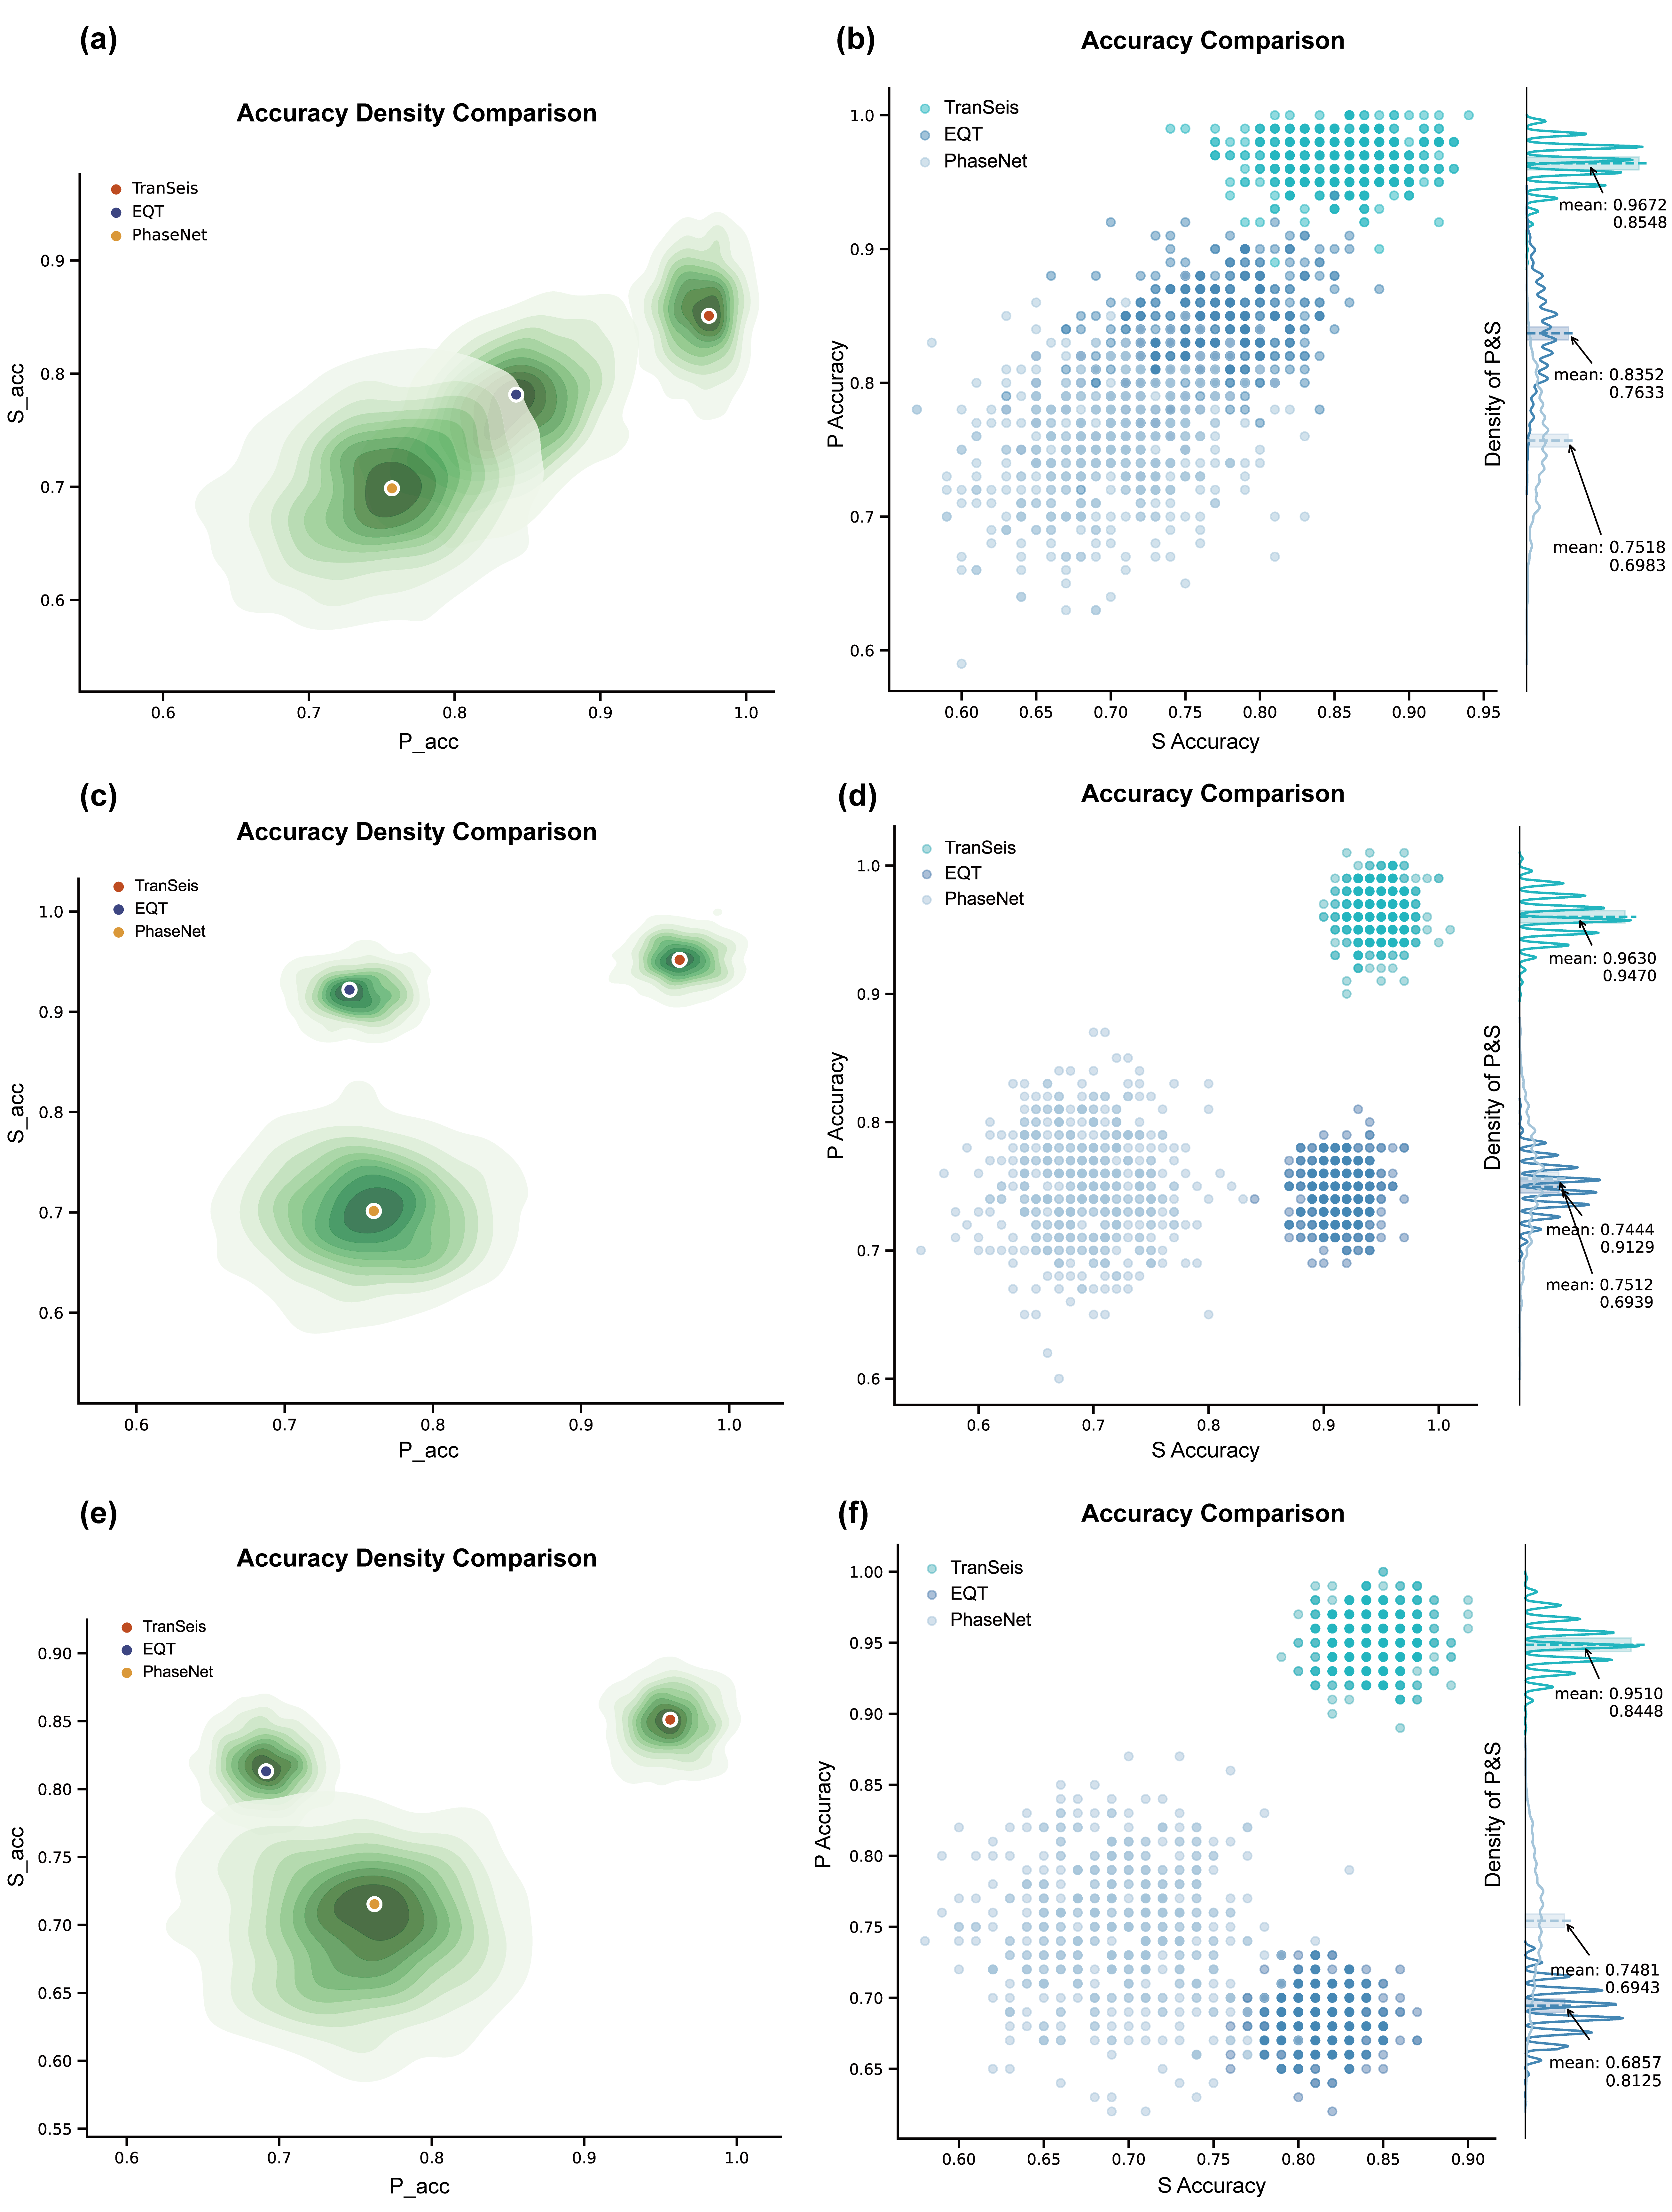 (a)
Accuracy Density Comparison
TranSeis
EQT
PhaseNet
0.9
0.8
0.7
0.6
S_acc
0.6 0.7 0.8 0.9 1.0
P_acc
(b)
Accuracy Comparison
TranSeis
EQT
PhaseNet
1.0
0.9
0.8
0.7
0.6
P Accuracy
0.60 0.65 0.70 0.75 0.80 0.85 0.90 0.95
S Accuracy
Density of P&S
mean: 0.9672
0.8548
mean: 0.8352
0.7633
mean: 0.7518
0.6983
(c)
Accuracy Density Comparison
TranSeis
EQT
PhaseNet
1.0
0.9
0.8
0.7
0.6
S_acc
0.6 0.7 0.8 0.9 1.0
P_acc
(d)
Accuracy Comparison
TranSeis
EQT
PhaseNet
1.0
0.9
0.8
0.7
0.6
P Accuracy
0.6 0.7 0.8 0.9 1.0
S Accuracy
Density of P&S
mean: 0.9630
0.9470
mean: 0.7444
0.9129
mean: 0.7512
0.6939
(e)
Accuracy Density Comparison
TranSeis
EQT
PhaseNet
0.90
0.85
0.80
0.75
0.70
0.65
0.60
0.55
S_acc
0.6 0.7 0.8 0.9 1.0
P_acc
(f)
Accuracy Comparison
TranSeis
EQT
PhaseNet
1.00
0.95
0.90
0.85
0.80
0.75
0.70
0.65
P Accuracy
0.60 0.65 0.70 0.75 0.80 0.85 0.90
S Accuracy
Density of P&S
mean: 0.9510
0.8448
mean: 0.7481
0.6943
mean: 0.6857
0.8125